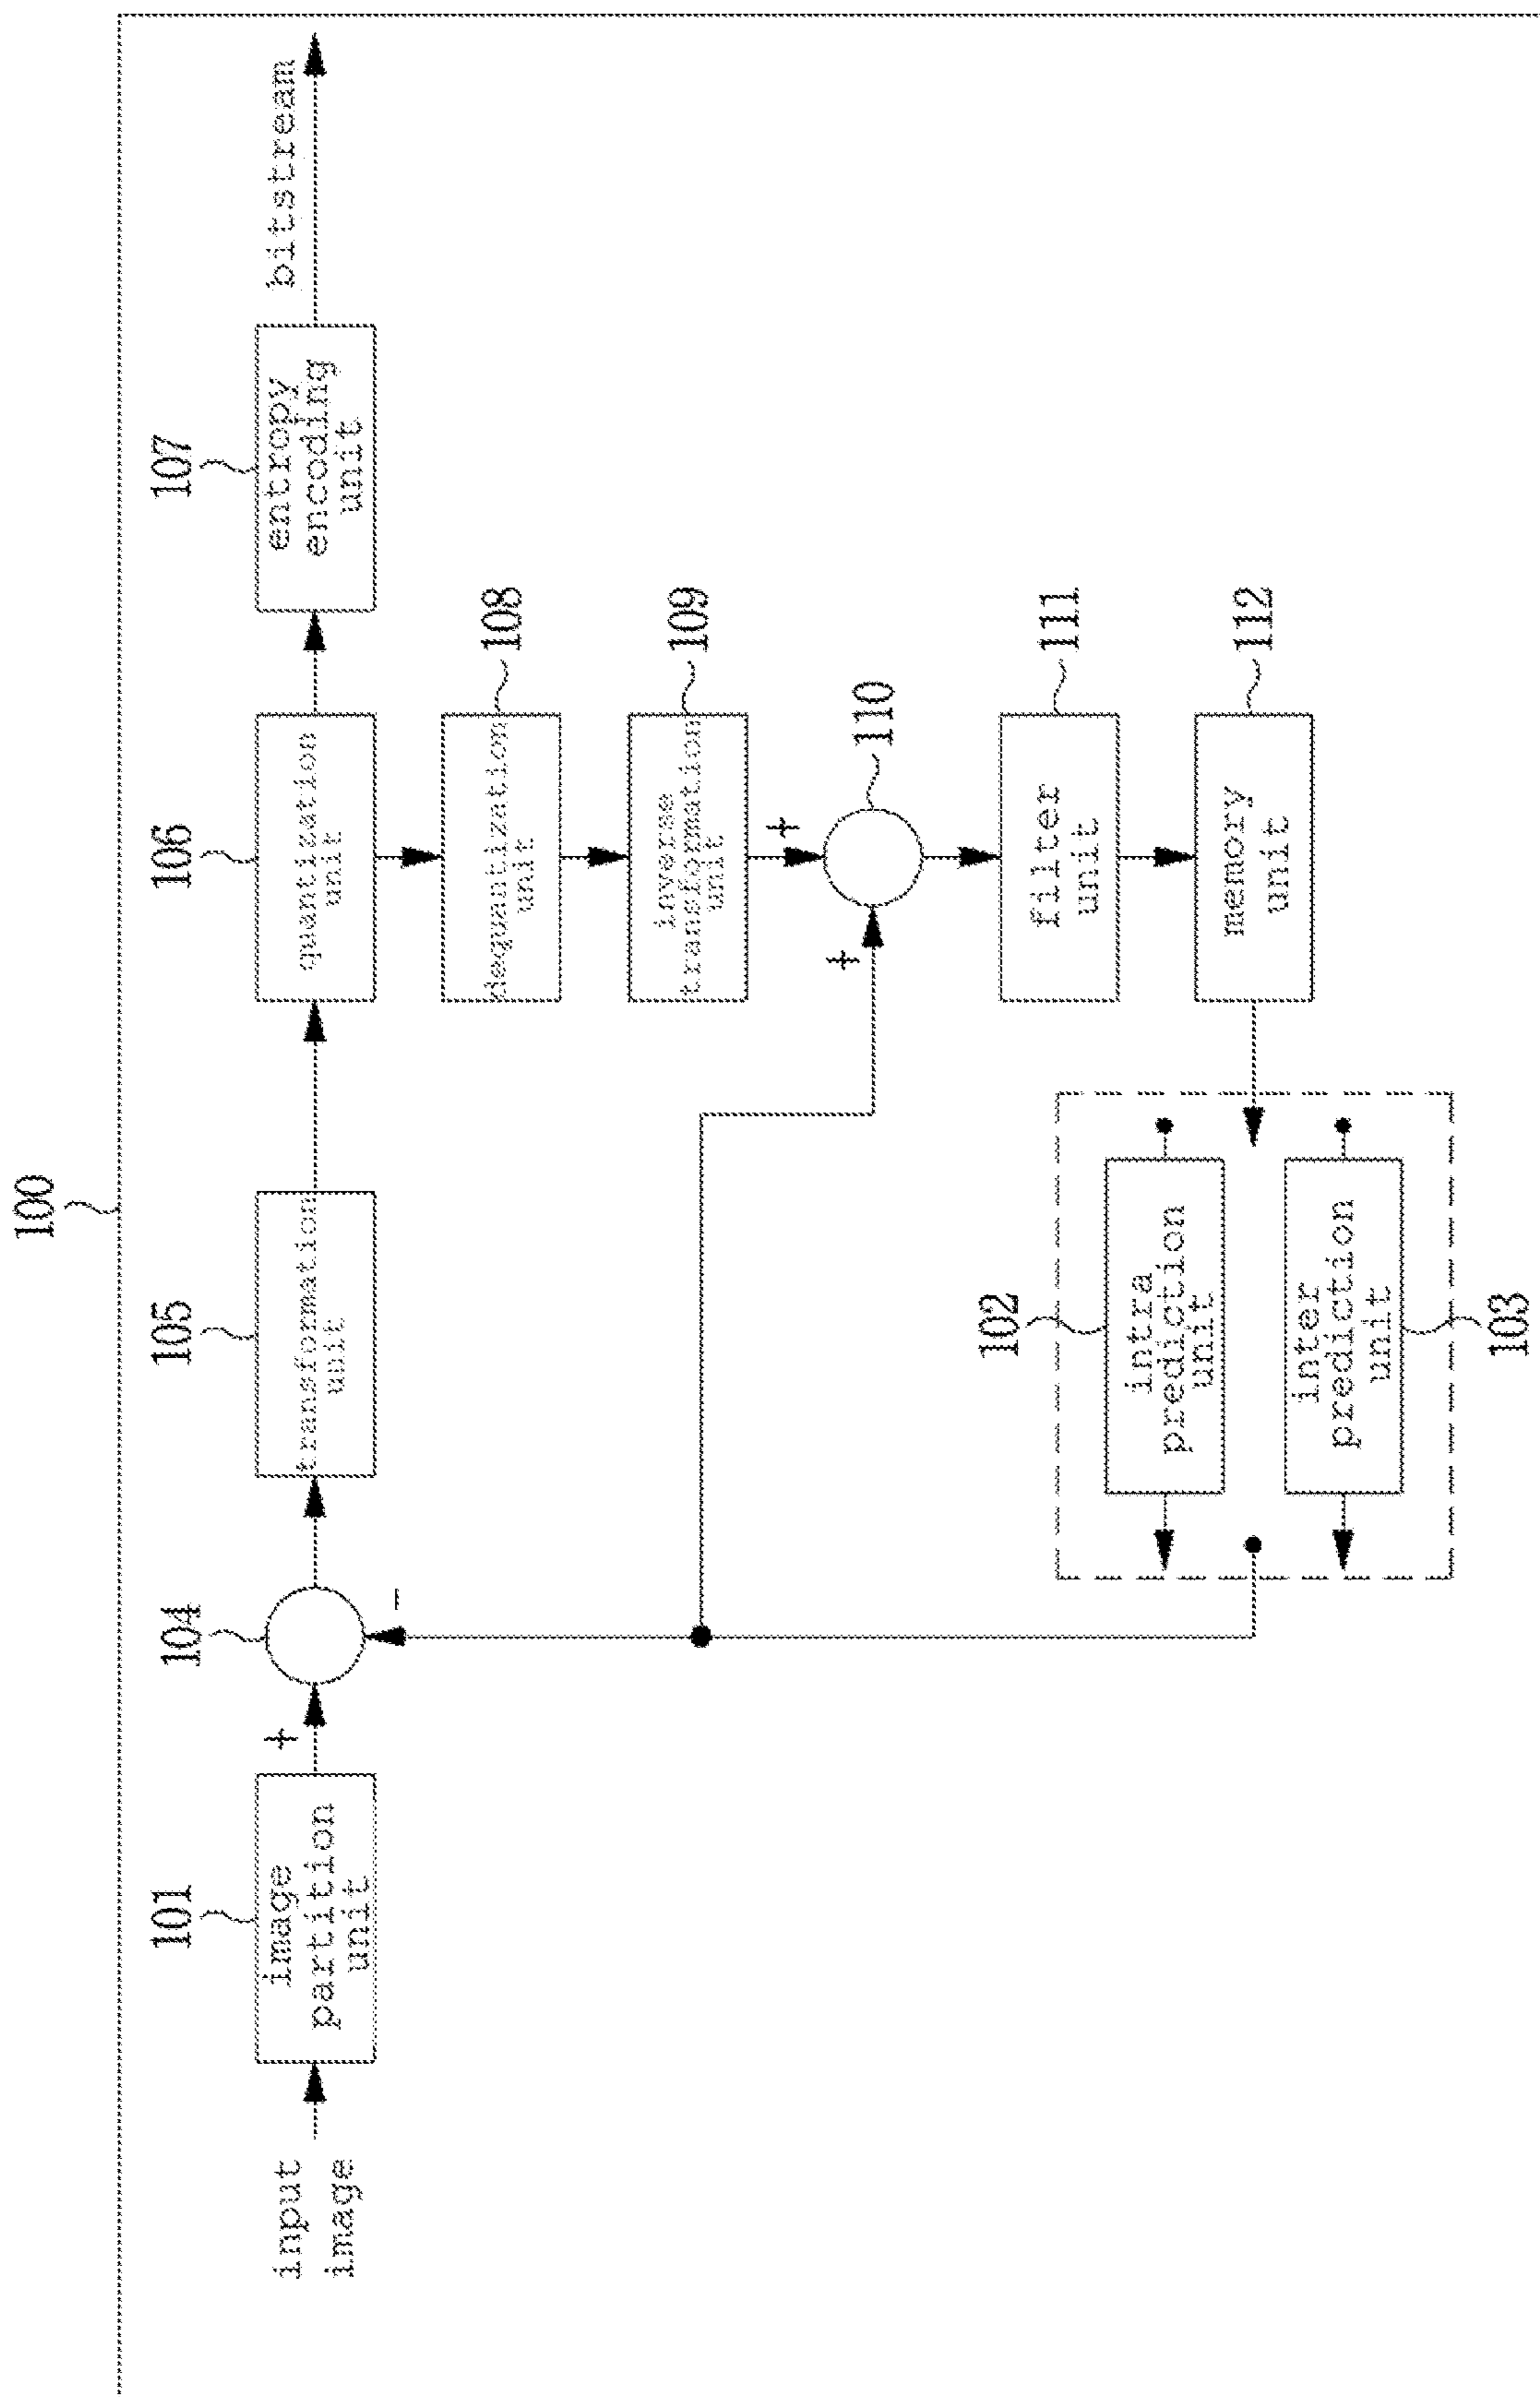 100
101
image
partition
unit
input
image
104
+
-
105
transformation
unit
106
quantization
unit
107
entropy
encoding
unit
bitstream
108
dequantization
unit
109
inverse
transformation
unit
+
+
110
111
filter
unit
112
memory
unit
102
intra
prediction
unit
inter
prediction
unit
103